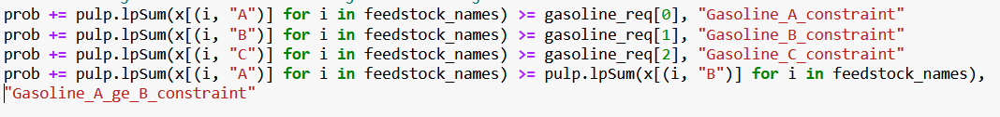 prob += pulp.lpSum(x[(i, "A")] for i in feedstock_names) >= gasoline_req[0], "Gasoline_A_constraint"
prob += pulp.lpSum(x[(i, "B")] for i in feedstock_names) >= gasoline_req[1], "Gasoline_B_constraint"
prob += pulp.lpSum(x[(i, "C")] for i in feedstock_names) >= gasoline_req[2], "Gasoline_C_constraint"
prob += pulp.lpSum(x[(i, "A")] for i in feedstock_names) >= pulp.lpSum(x[(i, "B")] for i in feedstock_names),
"Gasoline_A_ge_B_constraint"